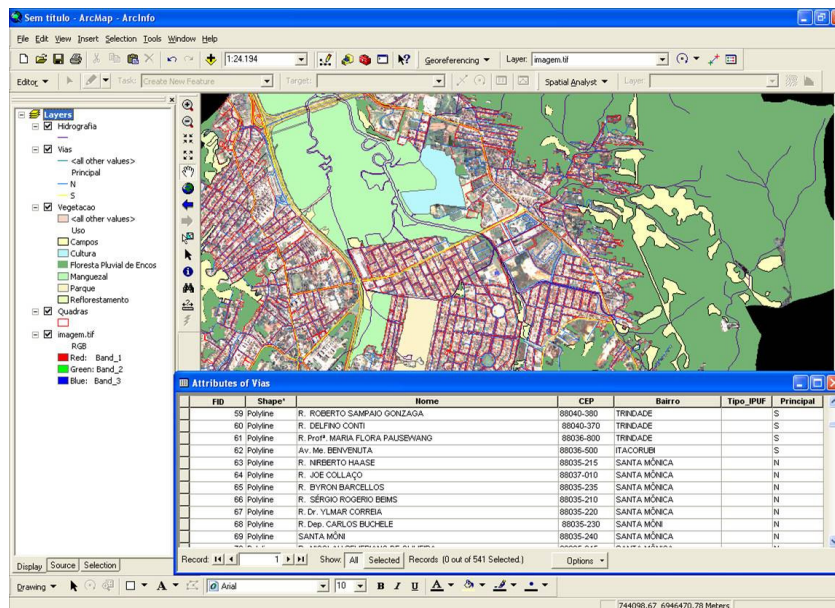 Sem título - ArcMap - ArcInfo
File Edit View Insert Selection Tools Window Help
1:24.194
Georeferencing Layer: imagem.tif
Editor Task: Create New Feature Target: Spatial Analyst Layer:
Layers
Hidrografia
Vias
<all other values>
Principal
N
S
Vegetacao
<all other values>
Uso
Campos
Cultura
Floresta Pluvial de Encos
Manguezal
Parque
Reflorestamento
Quadras
imagem.tif
RGB
Red: Band_1
Green: Band_2
Blue: Band_3
Attributes of Vias
FID Shape* Nome CEP Bairro Tipo_IPUF Principal
59 Polyline R. ROBERTO SAMPAIO GONZAGA 88040-380 TRINDADE S
60 Polyline R. DELFINO CONTI 88040-370 TRINDADE S
61 Polyline R. Profª. MARIA FLORA PAUSEWANG 88036-800 TRINDADE S
62 Polyline Av. Me. BENVENUTA 88036-500 ITACORUBI S
63 Polyline R. NIRBERTO HAASE 88035-215 SANTA MÔNICA N
64 Polyline R. JOE COLLAÇO 88037-010 SANTA MÔNICA N
65 Polyline R. BYRON BARCELLOS 88035-235 SANTA MÔNICA N
66 Polyline R. SÉRGIO ROGERIO BEIMS 88035-210 SANTA MÔNICA N
67 Polyline R. Dr. YLMAR CORREIA 88035-220 SANTA MÔNICA N
68 Polyline R. Dep. CARLOS BUCHELE 88035-230 SANTA MÔNI N
69 Polyline SANTA MÔNI 88035-240 SANTA MÔNICA N
Record: 1 Show: All Selected Records (0 out of 541 Selected.) Options
Display Source Selection
Drawing A Arial 10 B I U A
744098,67 6946470,78 Meters